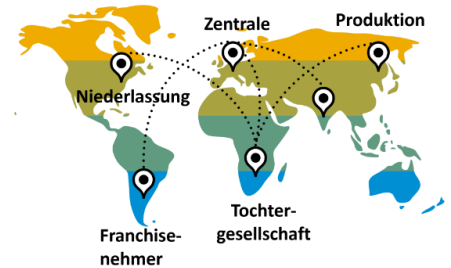 Zentrale
Produktion
Niederlassung
Tochter-
gesellschaft
Franchise-
nehmer